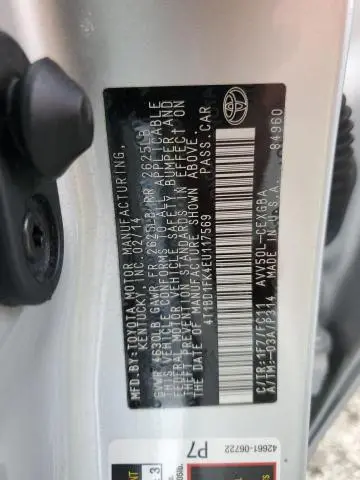 MFD.BY:TOYOTA MOTOR MANUFACTURING,
KENTUCKY, INC. 02/14
GVWR 4630LB GAWR FR 2625LB RR 2625LB
THIS VEHICLE CONFORMS TO ALL APPLICABLE
FEDERAL MOTOR VEHICLE SAFETY, BUMPER, AND
THEFT PREVENTION STANDARDS IN EFFECT ON
THE DATE OF MANUFACTURE SHOWN ABOVE.
4T1BD1FK4EU117569 PASS.CAR
C/TR:1F7/FC11 AVV50L-CEXGBA
A/TM:-03A/P314 U.S.A. 84960
42661-06722
P7
3